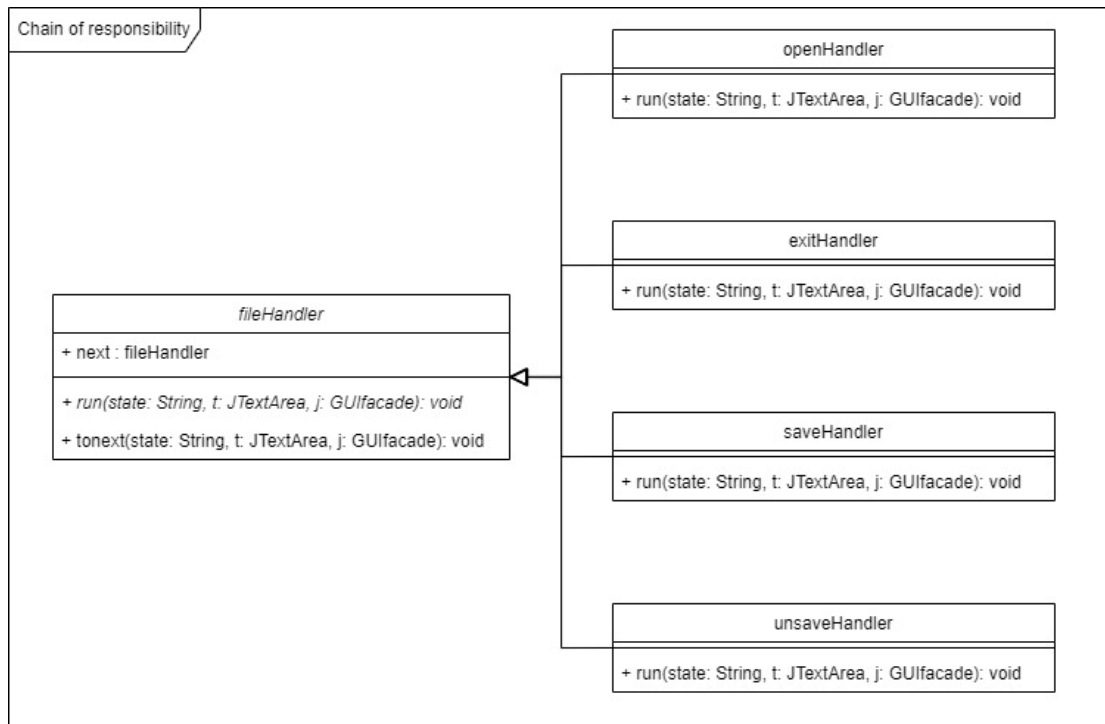 Chain of responsibility
openHandler
+ run(state: String, t: JTextArea, j: GUIfacade): void
exitHandler
+ run(state: String, t: JTextArea, j: GUIfacade): void
fileHandler
+ next : fileHandler
+ run(state: String, t: JTextArea, j: GUIfacade): void
+ tonext(state: String, t: JTextArea, j: GUIfacade): void
saveHandler
+ run(state: String, t: JTextArea, j: GUIfacade): void
unsaveHandler
+ run(state: String, t: JTextArea, j: GUIfacade): void